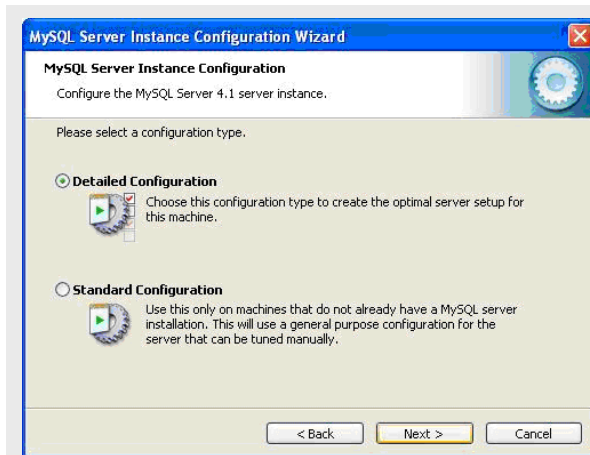 MySQL Server Instance Configuration Wizard
MySQL Server Instance Configuration
Configure the MySQL Server 4.1 server instance.
Please select a configuration type.
Detailed Configuration
Choose this configuration type to create the optimal server setup for
this machine.
Standard Configuration
Use this only on machines that do not already have a MySQL server
installation. This will use a general purpose configuration for the
server that can be tuned manually.
< Back
Next >
Cancel